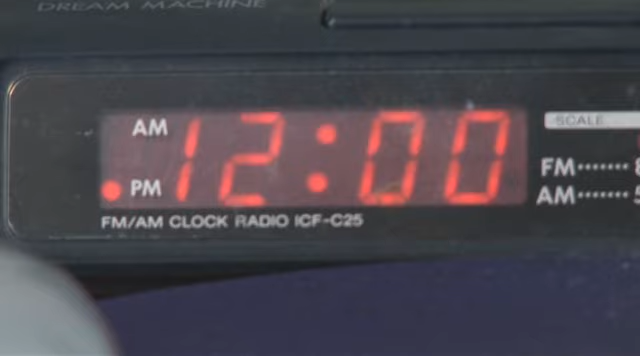 DREAM MACHINE
AM
12:00
PM
FM/AM CLOCK RADIO ICF-C25
SCALE
FM
AM